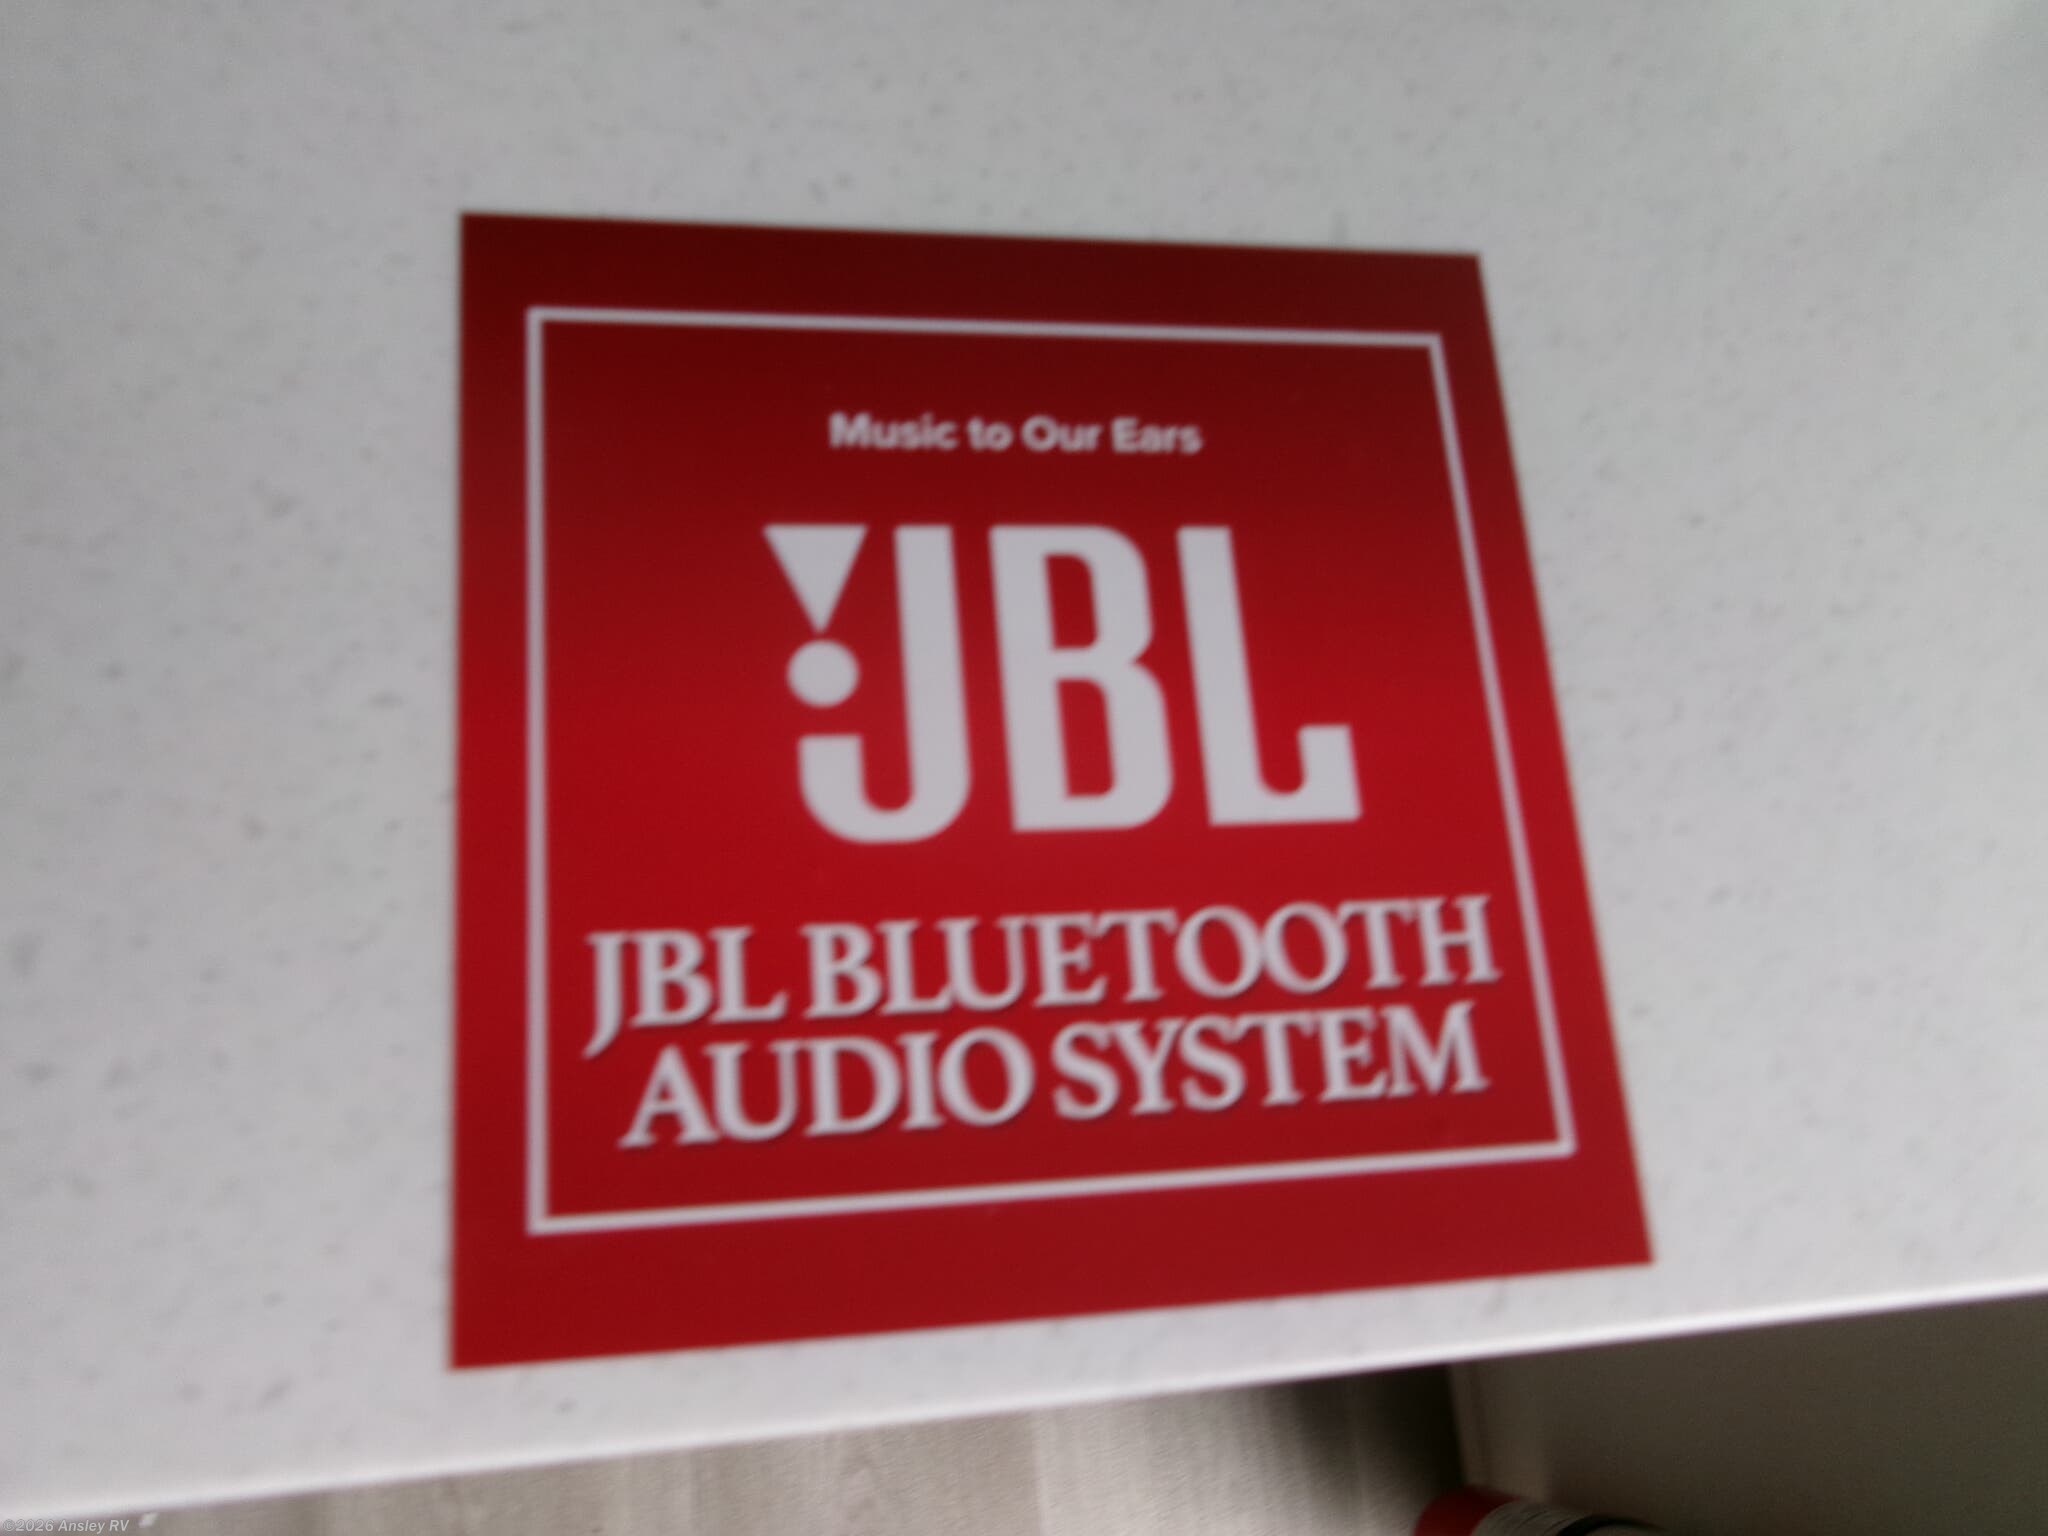 Music to Our Ears
JBL
JBL BLUETOOTH
AUDIO SYSTEM
©2026 Ansley RV